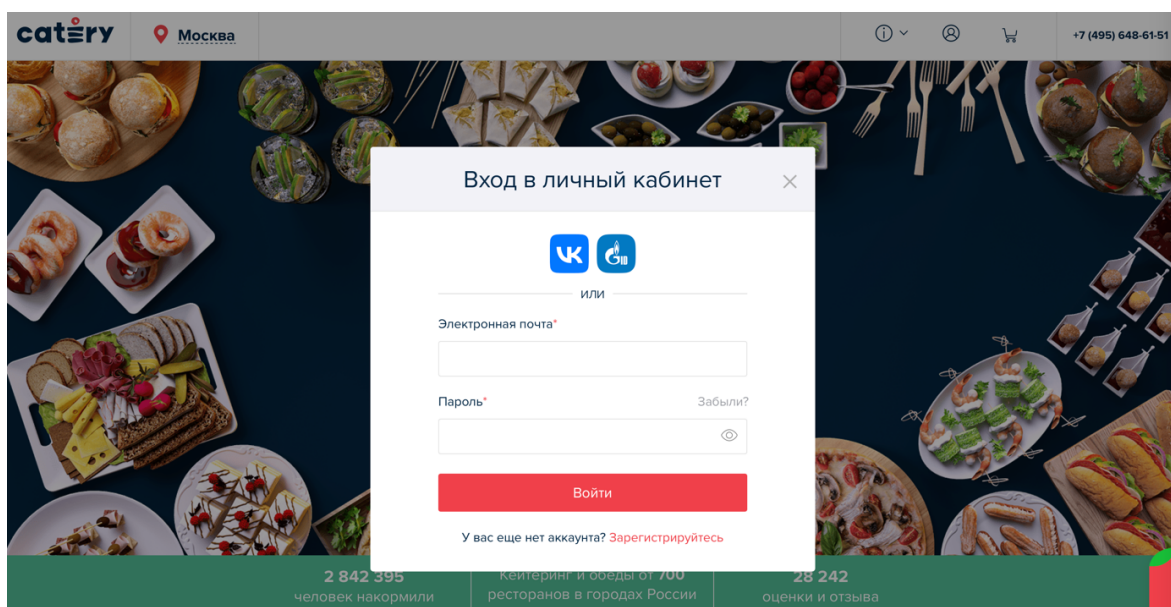 catery
Москва
+7 (495) 648-61-51
Вход в личный кабинет
или
Электронная почта*
Пароль*
Забыли?
Войти
У вас еще нет аккаунта? Зарегистрируйтесь
2 842 395
человек накормили
Кейтеринг и обеды от 700
ресторанов в городах России
28 242
оценки и отзыва